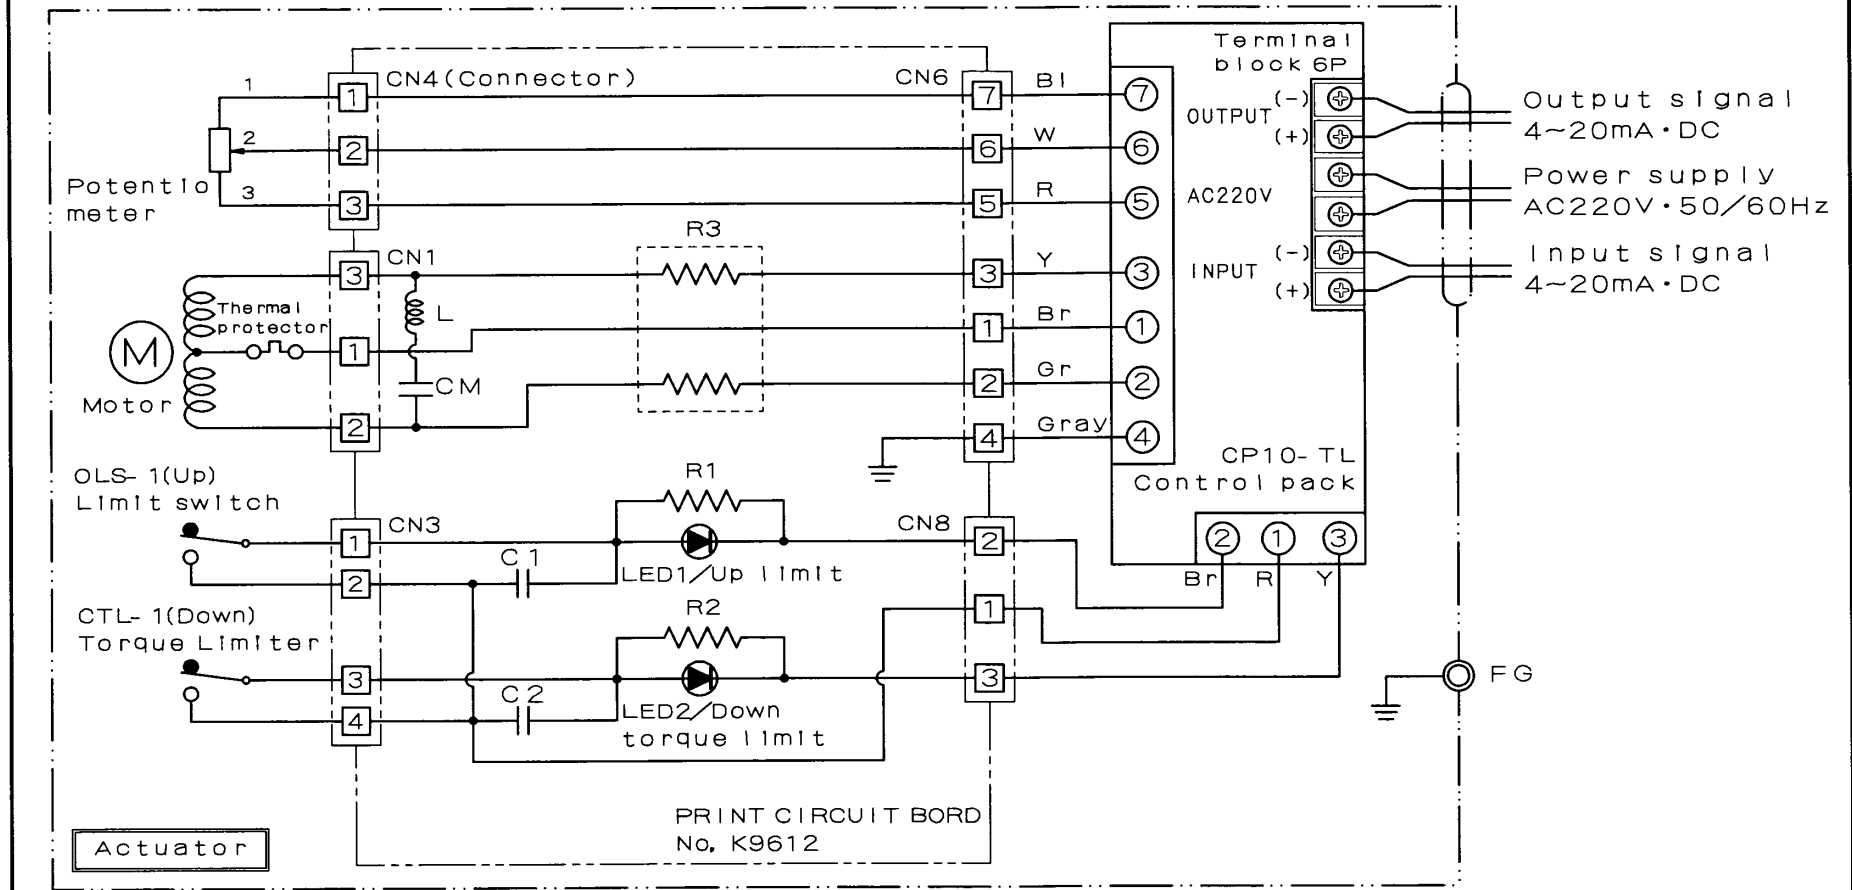 Terminal
block 6P
1
CN4(Connector)
CN6
1
7
Bl
7
OUTPUT
(-)
(+)
Output signal
4~20mA・DC
2
2
6
W
6
Potentio
meter
3
3
5
R
5
AC220V
Power supply
AC220V・50/60Hz
R3
CN1
3
3
Y
3
INPUT
(-)
(+)
Input signal
4~20mA・DC
Thermal
protector
L
M
Motor
1
1
Br
1
CM
2
2
Gr
2
4
Gray
4
CP10-TL
Control pack
OLS-1(Up)
Limit switch
CN3
R1
CN8
1
C1
2
2
1
3
2
LED1/Up limit
Br
R
Y
CTL-1(Down)
Torque Limiter
R2
1
3
C2
3
4
LED2/Down
torque limit
FG
PRINT CIRCUIT BORD
No. K9612
Actuator